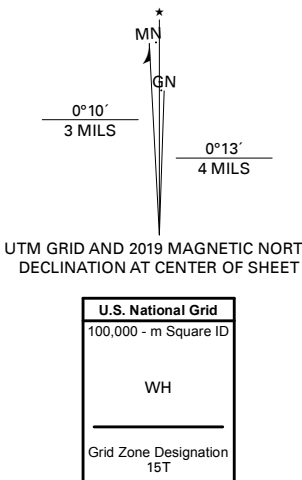 ★
MN
GN
0°10´
3 MILS
0°13´
4 MILS
UTM GRID AND 2019 MAGNETIC NORT
DECLINATION AT CENTER OF SHEET
U.S. National Grid
100,000 - m Square ID
WH
Grid Zone Designation
15T